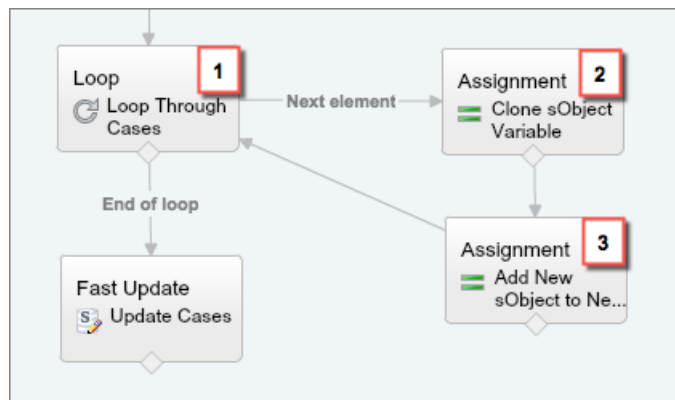 Loop
1
Loop Through
Cases
Next element
Assignment
2
Clone sObject
Variable
End of loop
Assignment
3
Add New
sObject to Ne...
Fast Update
Update Cases